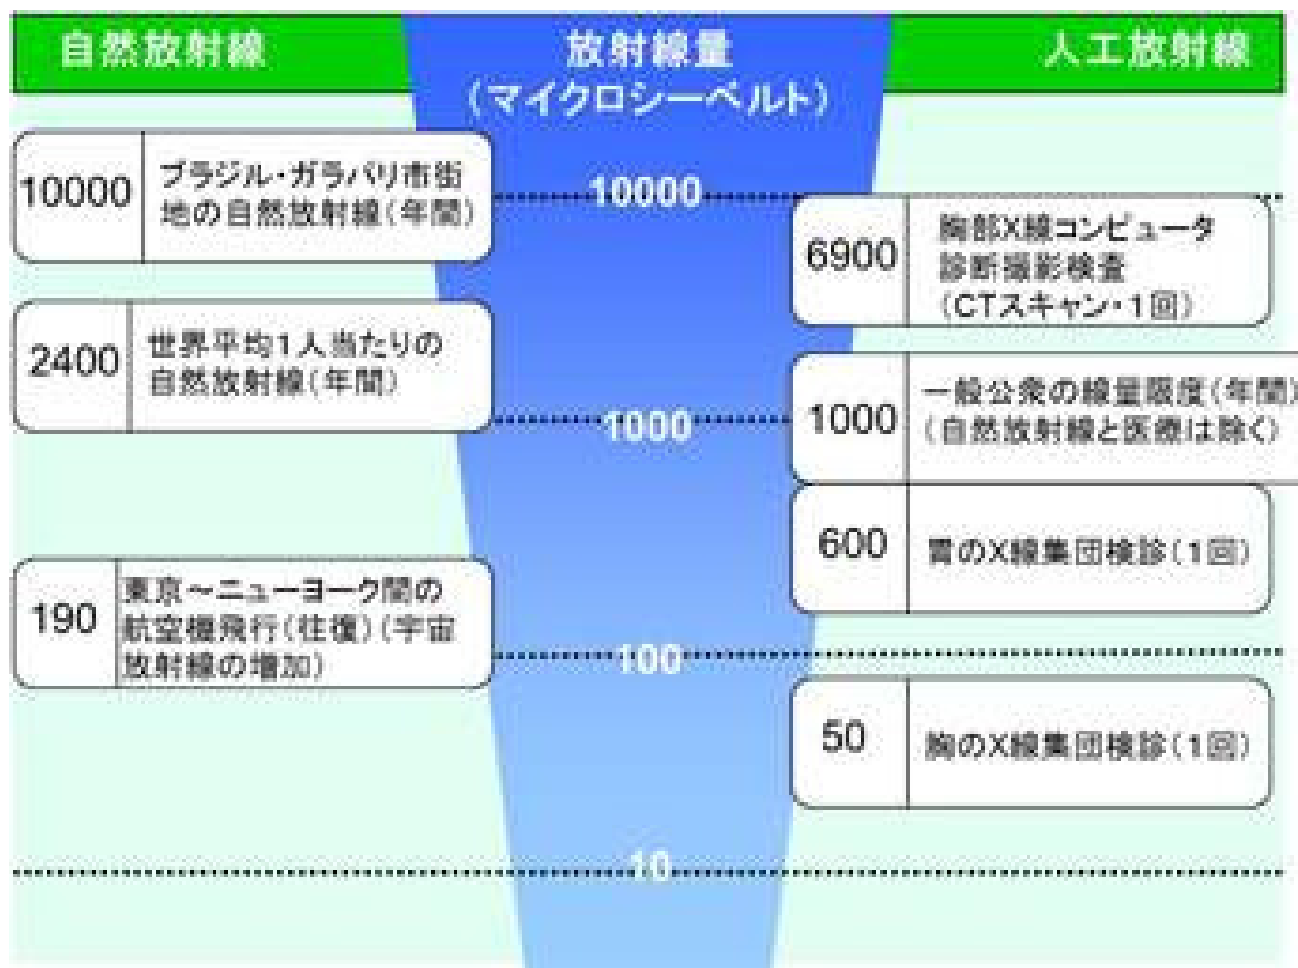 自然放射線
放射線量
(マイクロシーベルト)
人工放射線
10000
ブラジル・ガラパリ市街
地の自然放射線(年間)
10000
6900
胸部X線コンピュータ
診断撮影検査
(CTスキャン・1回)
2400
世界平均1人当たりの
自然放射線(年間)
1000
1000
一般公衆の線量限度(年間)
(自然放射線と医療は除く)
600
胃のX線集団検診(1回)
190
東京～ニューヨーク間の
航空機飛行(往復)(宇宙
放射線の増加)
100
50
胸のX線集団検診(1回)
10